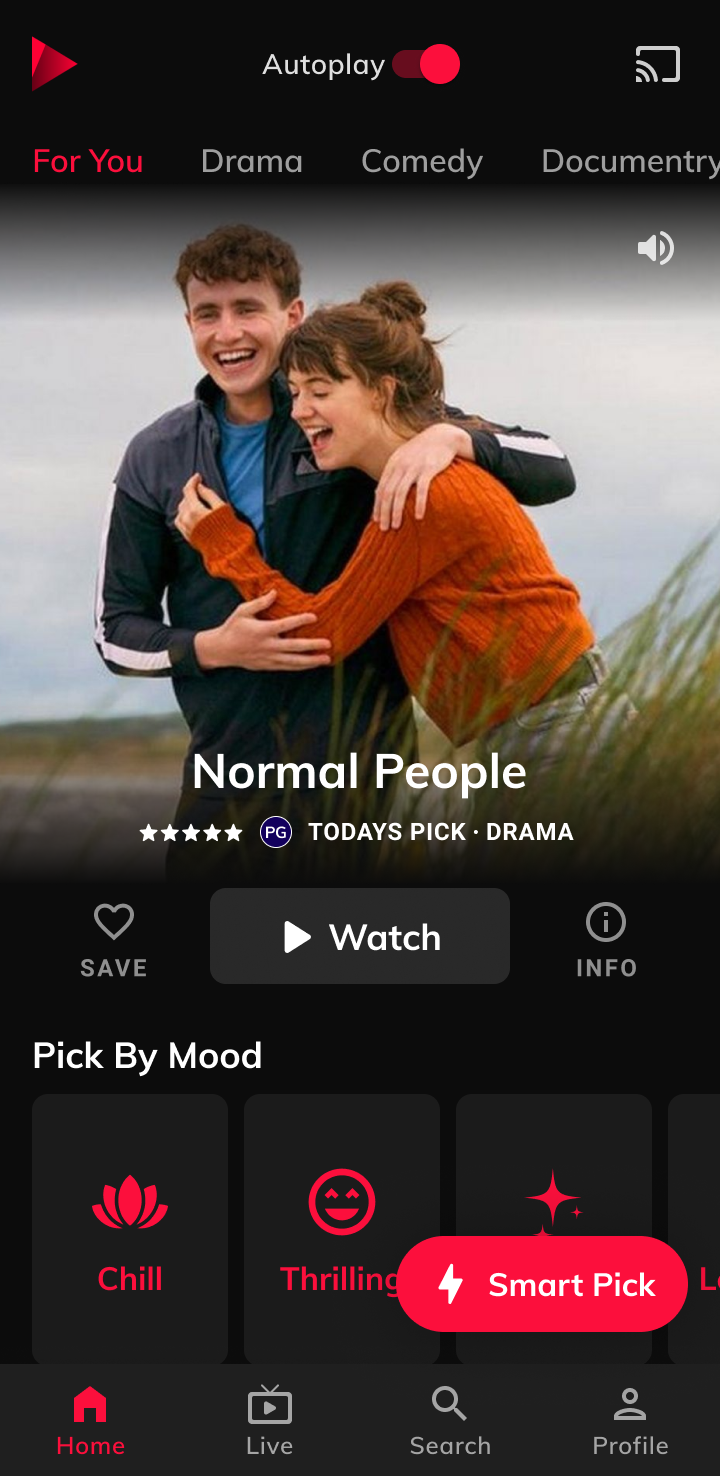 Autoplay
For You Drama Comedy Documentry
Normal People
PG TODAYS PICK · DRAMA
SAVE
Watch
INFO
Pick By Mood
Chill
Thrilling
Smart Pick
Home Live Search Profile